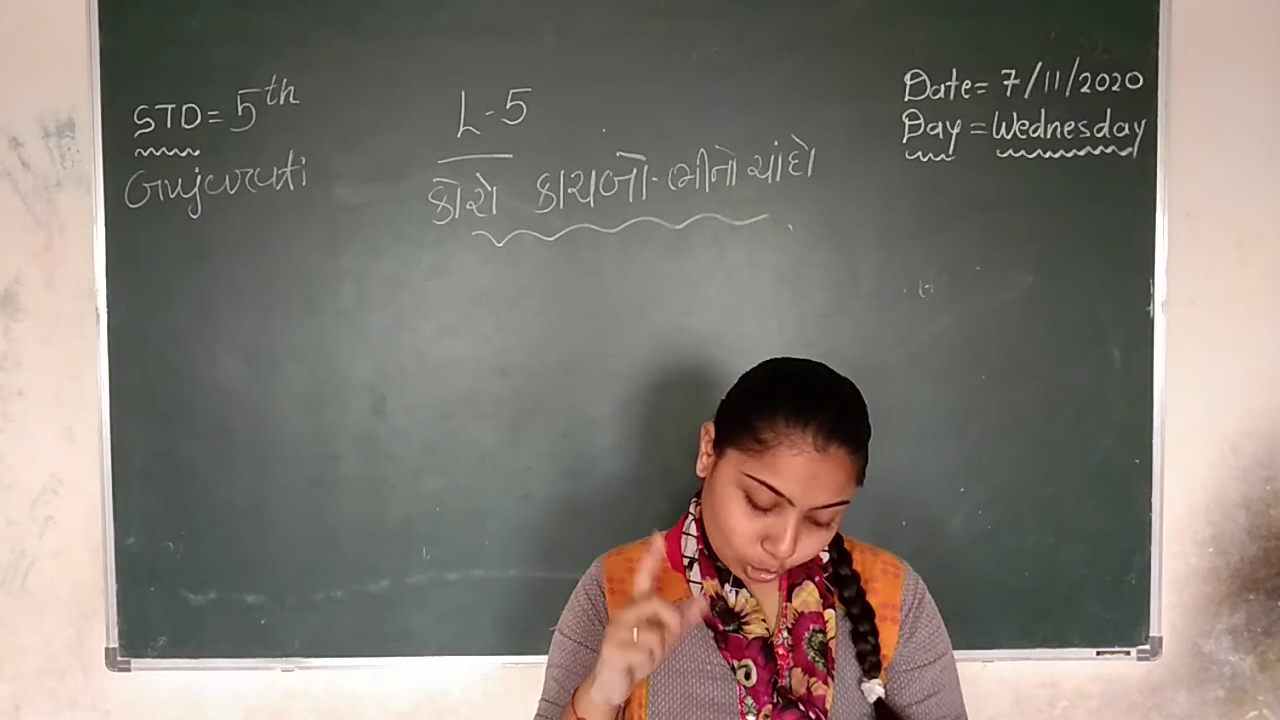 STD = 5th
Gujarati
L-5
કોરો કાચબો-ભીનો ચાંદો
Date= 7/11/2020
Day = Wednesday